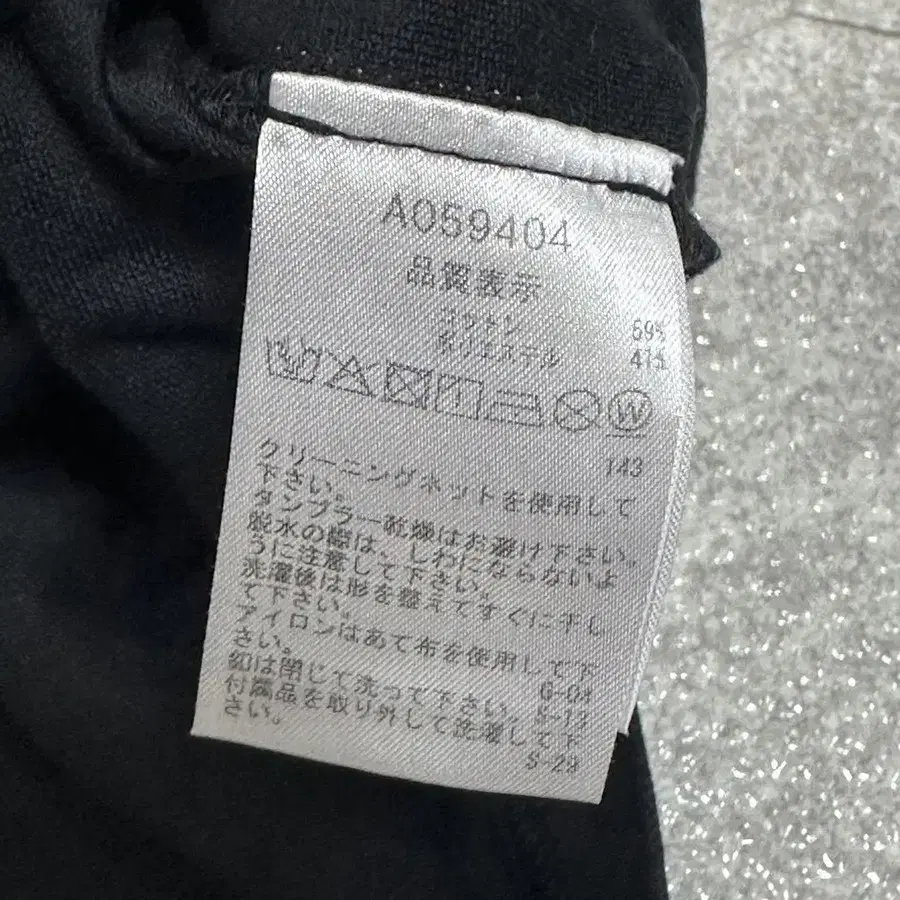 A059404
品質表示
コットン 59%
ポリエステル 41%
W
143
クリーニングネットを使用して
下さい。
タンブラー乾燥はお避け下さい。
脱水の際は、しわにならないよ
うに注意して下さい。
洗濯後は形を整えてすぐに干し
て下さい。
アイロンはあて布を使用して下
さい。 G-04
釦は閉じて洗って下さい。 S-13
付属品を取り外して洗濯して下
さい。 S-29